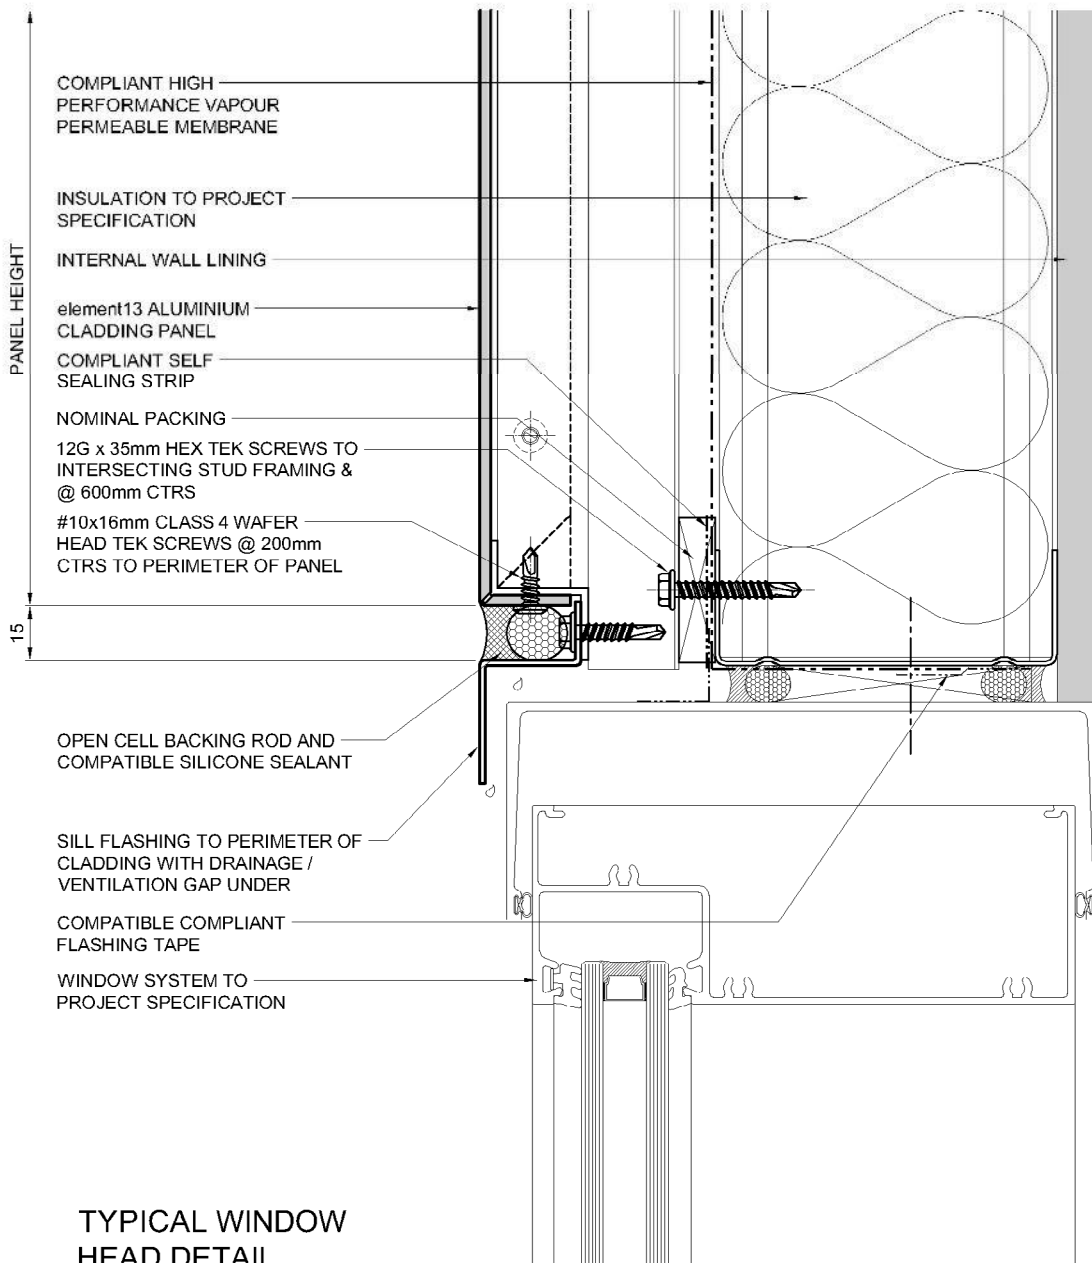 COMPLIANT HIGH
PERFORMANCE VAPOUR
PERMEABLE MEMBRANE
INSULATION TO PROJECT
SPECIFICATION
INTERNAL WALL LINING
element13 ALUMINIUM
CLADDING PANEL
COMPLIANT SELF
SEALING STRIP
NOMINAL PACKING
12G x 35mm HEX TEK SCREWS TO
INTERSECTING STUD FRAMING &
@ 600mm CTRS
#10x16mm CLASS 4 WAFER
HEAD TEK SCREWS @ 200mm
CTRS TO PERIMETER OF PANEL
PANEL HEIGHT
15
OPEN CELL BACKING ROD AND
COMPATIBLE SILICONE SEALANT
SILL FLASHING TO PERIMETER OF
CLADDING WITH DRAINAGE /
VENTILATION GAP UNDER
COMPATIBLE COMPLIANT
FLASHING TAPE
WINDOW SYSTEM TO
PROJECT SPECIFICATION
TYPICAL WINDOW
HEAD DETAIL